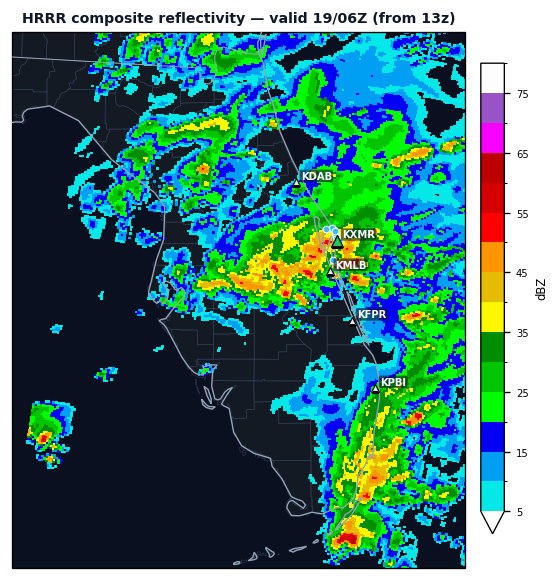 HRRR composite reflectivity — valid 19/06Z (from 13z)
KDAB
KXMR
KMLB
KFPR
KPBI
75
65
55
45
35
25
15
5
dBZ